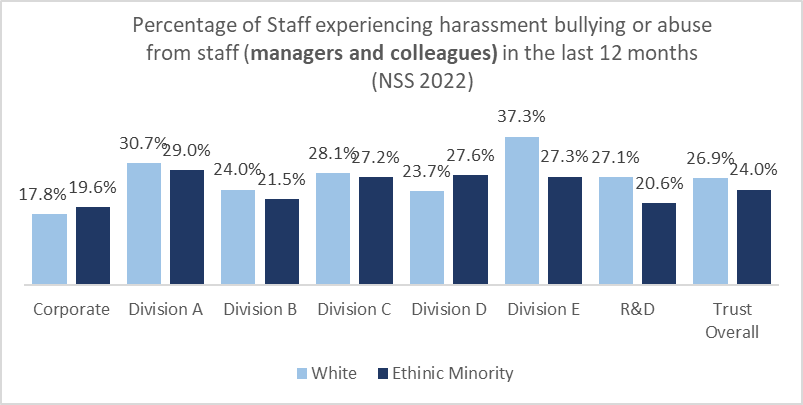 Percentage of Staff experiencing harassment bullying or abuse
from staff (managers and colleagues) in the last 12 months
(NSS 2022)
37.3%
30.7% 29.0% 28.1% 27.2% 27.6% 27.3% 27.1% 26.9%
24.0% 21.5% 23.7% 20.6% 24.0%
17.8% 19.6%
Corporate Division A Division B Division C Division D Division E R&D Trust
Overall
White Ethinic Minority